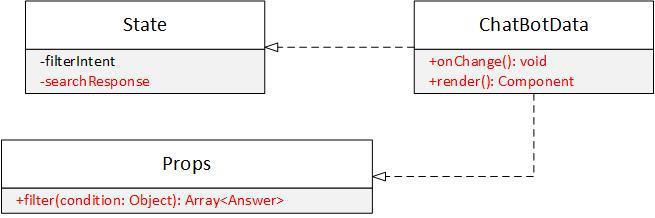 State
-filterIntent
-searchResponse
ChatBotData
+onChange(): void
+render(): Component
Props
+filter(condition: Object): Array<Answer>